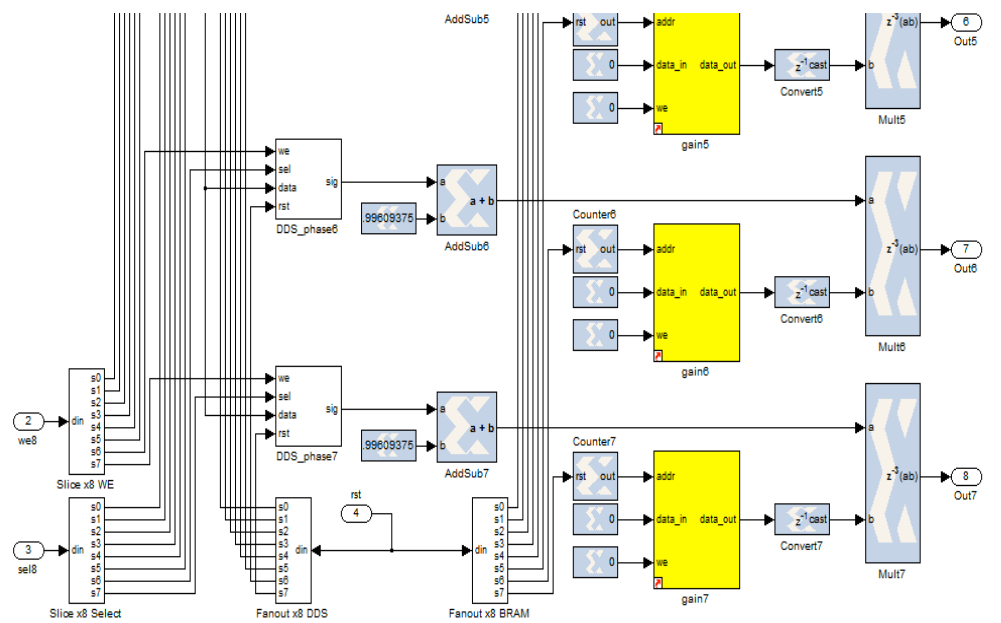 AddSub5
rst out
addr
0
data_in data_out
0
we
gain5
z⁻¹cast
Convert5
z⁻³(ab)
b
Mult5
6
Out5
we
sel
data
rst
sig
DDS_phase6
.99609375
a
b
a + b
AddSub6
Counter6
rst out
addr
0
data_in data_out
0
we
gain6
z⁻¹cast
Convert6
a
z⁻³(ab)
b
Mult6
7
Out6
we
sel
data
rst
sig
DDS_phase7
.99609375
a
b
a + b
AddSub7
Counter7
rst out
addr
0
data_in data_out
0
we
gain7
z⁻¹cast
Convert7
a
z⁻³(ab)
b
Mult7
8
Out7
2
we8
din
s0
s1
s2
s3
s4
s5
s6
s7
Slice x8 WE
3
sel8
din
s0
s1
s2
s3
s4
s5
s6
s7
Slice x8 Select
s0
s1
s2
s3
s4
s5
s6
s7
din
Fanout x8 DDS
rst
4
din
s0
s1
s2
s3
s4
s5
s6
s7
Fanout x8 BRAM